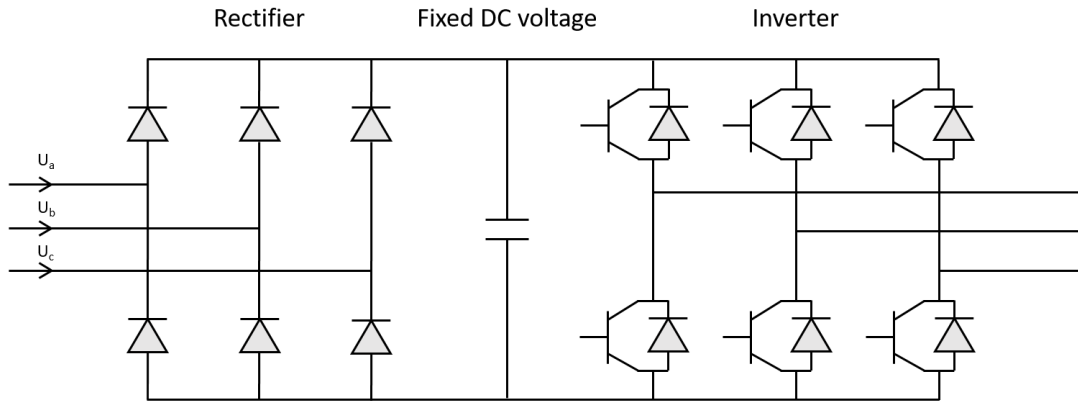 Rectifier
Fixed DC voltage
Inverter
Ua
Ub
Uc